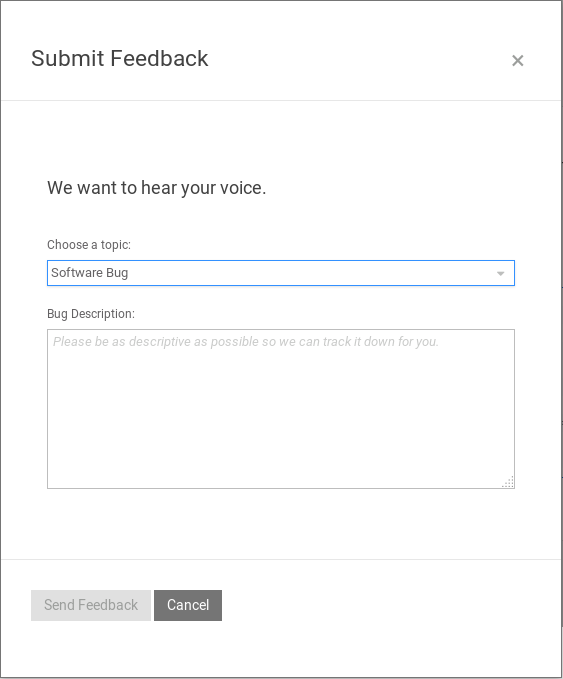 Submit Feedback
×
We want to hear your voice.
Choose a topic:
Software Bug
Bug Description:
Please be as descriptive as possible so we can track it down for you.
Send Feedback Cancel